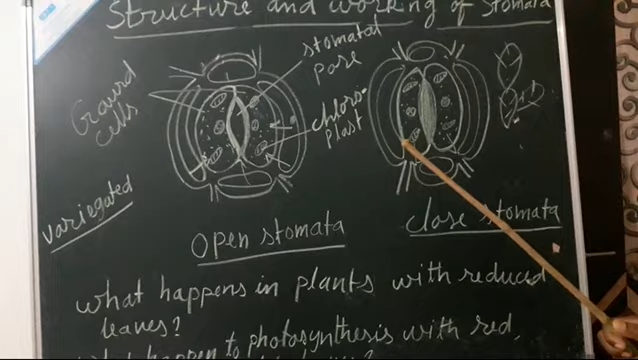 Structure and working of stomata
stomatal
pore
Guard
cells
chloro-
plast
variegated
Open stomata
close stomata
what happens in plants with reduced
leaves?
what happen to photosynthesis with red,